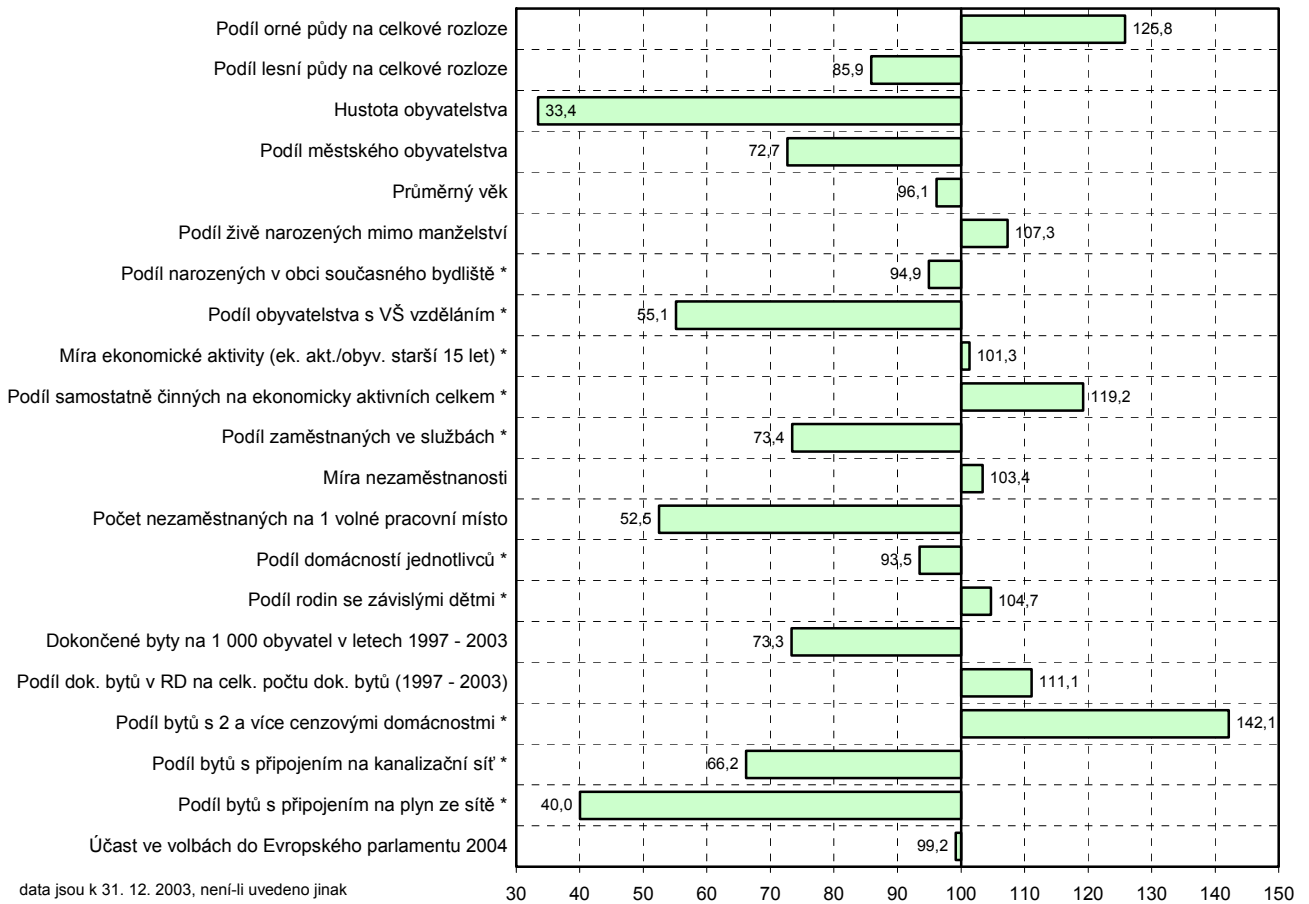 Podíl orné půdy na celkové rozloze 125,8
Podíl lesní půdy na celkové rozloze 85,9
Hustota obyvatelstva 33,4
Podíl městského obyvatelstva 72,7
Průměrný věk 96,1
Podíl živě narozených mimo manželství 107,3
Podíl narozených v obci současného bydliště * 94,9
Podíl obyvatelstva s VŠ vzděláním * 55,1
Míra ekonomické aktivity (ek. akt./obyv. starší 15 let) * 101,3
Podíl samostatně činných na ekonomicky aktivních celkem * 119,2
Podíl zaměstnaných ve službách * 73,4
Míra nezaměstnanosti 103,4
Počet nezaměstnaných na 1 volné pracovní místo 52,5
Podíl domácností jednotlivců * 93,5
Podíl rodin se závislými dětmi * 104,7
Dokončené byty na 1 000 obyvatel v letech 1997 - 2003 73,3
Podíl dok. bytů v RD na celk. počtu dok. bytů (1997 - 2003) 111,1
Podíl bytů s 2 a více cenzovými domácnostmi * 142,1
Podíl bytů s připojením na kanalizační síť * 66,2
Podíl bytů s připojením na plyn ze sítě * 40,0
Účast ve volbách do Evropského parlamentu 2004 99,2
30 40 50 60 70 80 90 100 110 120 130 140 150
data jsou k 31. 12. 2003, není-li uvedeno jinak